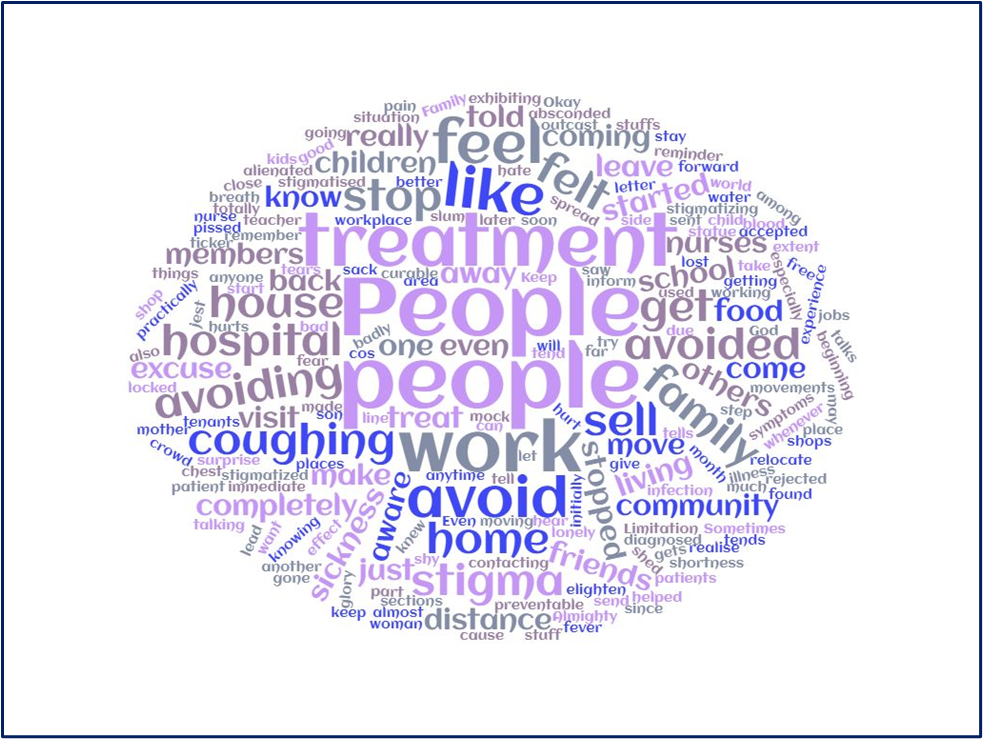 pain Family exhibiting Okay
situation told absconded
going really feel outcast stuffs
coming stay
kids good children felt reminder
alienated hate leave forward
close stigmatised better like letter started world
breath know stop spread water among
totally stigmatizing
nurse teacher workplace slum later soon side sent child blood
pissed statue accepted
remember treatment nurses extent
ticker members
things anyone tears sack curable away Keep saw school lost take especially free
area inform getting experience
start back used working
shop practically house People get food jobs
jest hurts bad badly due God
also hospital one even will try avoided talks
cos tend far beginning
excuse fear come
locked avoiding people others movements
made family step may
son line treat mock hurt sell symptoms whenever
tenants visit can tells place
mother coughing work move shops
crowd surprise let stopped month relocate
places give
chest stigmatized make anytime tell living illness rejected
patient immediate aware avoid initially infection much found
completely community
talking Even moving hear Limitation Sometimes
lead want knowing effect sickness knew home lonely diagnosed tends
shed gets realise
another shy contacting friends shortness
gone glory just stigma patients
part elighten
sections preventable send helped
keep almost distance Almighty since
woman fever
cause stuff